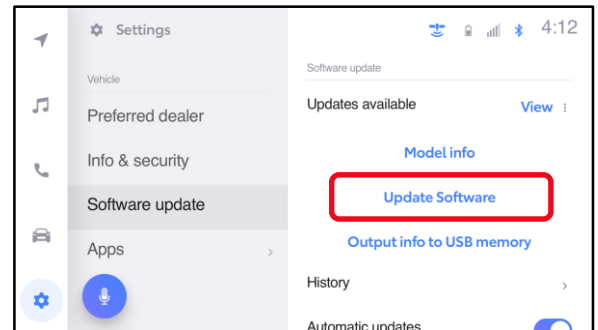 Settings
4:12
Vehicle
Preferred dealer
Info & security
Software update
Apps
Software update
Updates available
View
Model info
Update Software
Output info to USB memory
History
Automatic updates